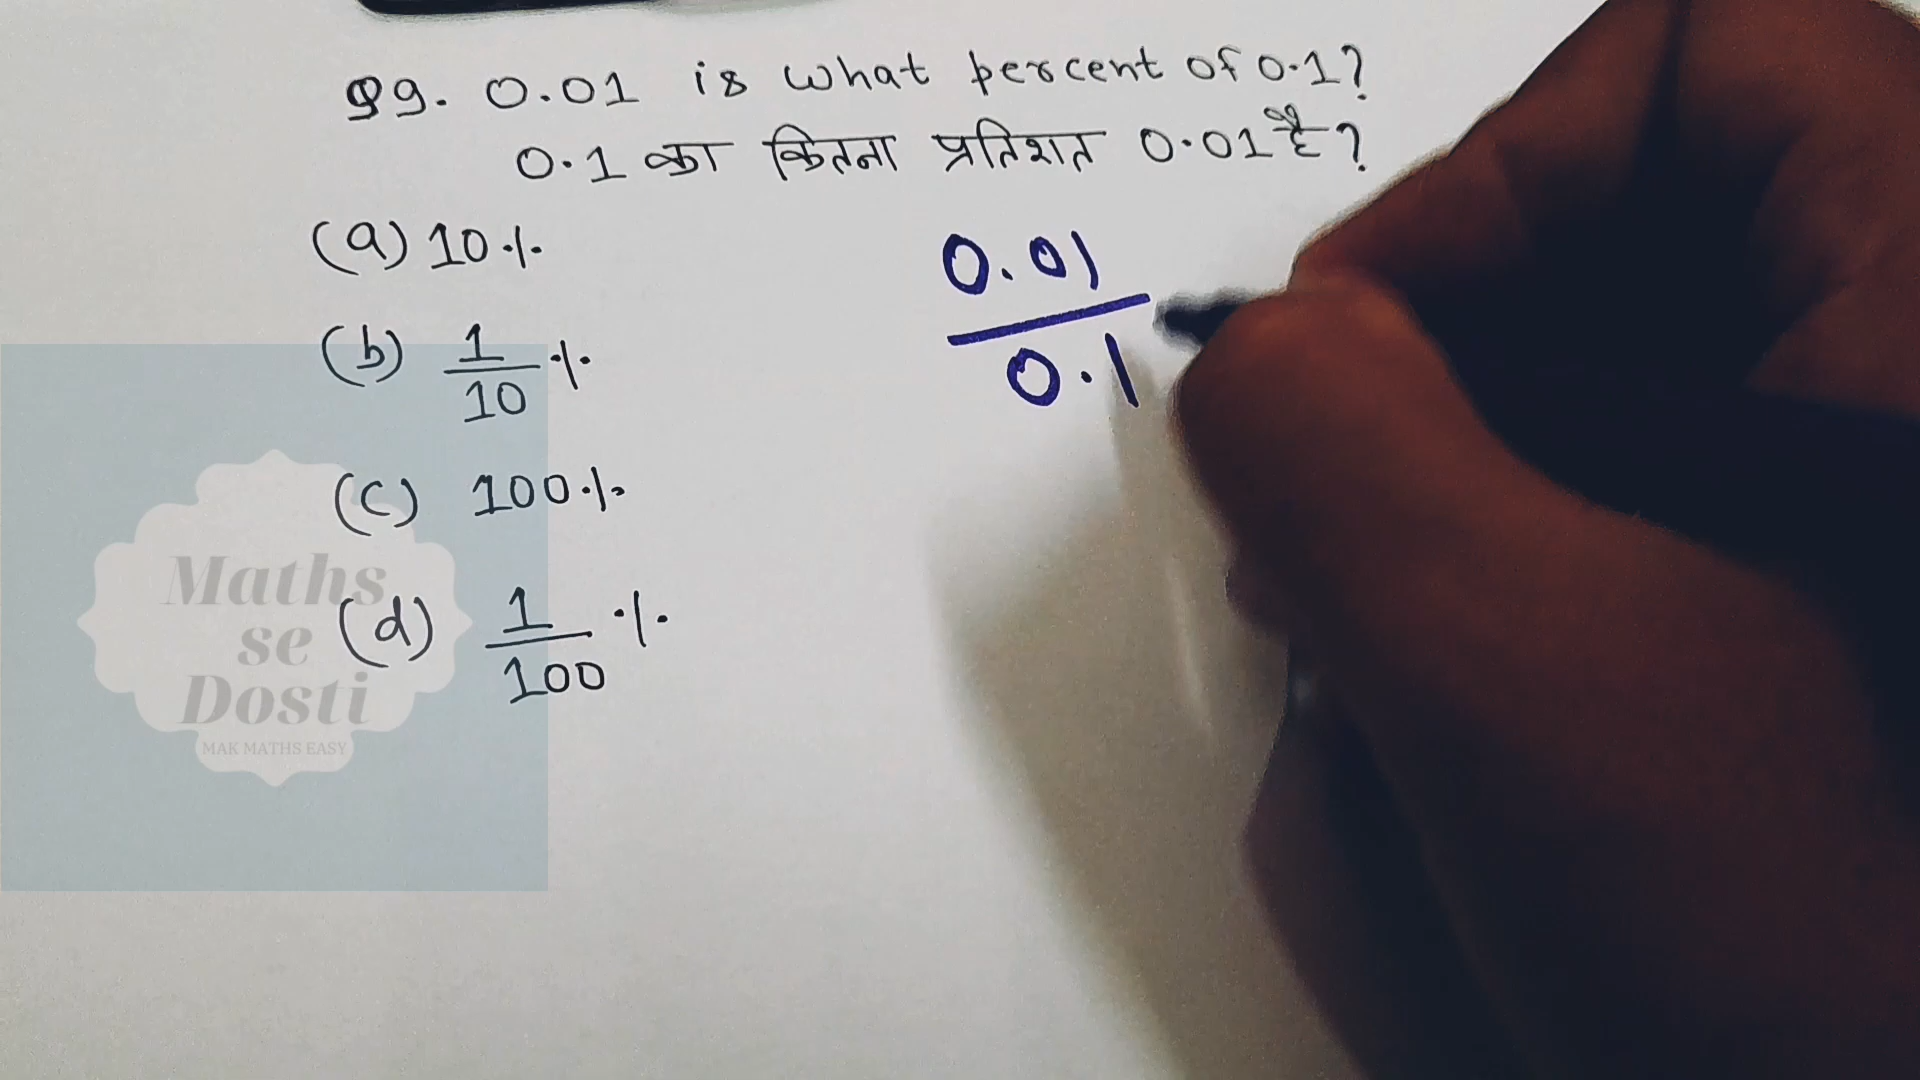 Q9. 0.01 is what percent of 0.1?
0.1 का कितना प्रतिशत 0.01 है?
(a) 10%
(b) 1/10 %
(c) 100%
(d) 1/100 %
0.01
0.1
Maths
se
Dosti
MAK MATHS EASY